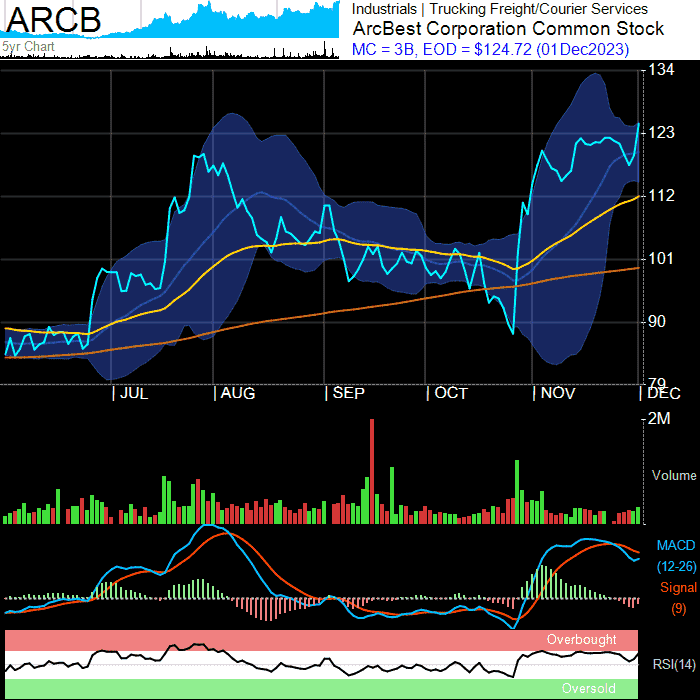 ARCB
5yr Chart
Industrials | Trucking Freight/Courier Services
ArcBest Corporation Common Stock
MC = 3B, EOD = $124.72 (01Dec2023)
134
123
112
101
90
79
| JUL | AUG | SEP | OCT | NOV | DEC
2M
Volume
MACD
(12-26)
Signal
(9)
Overbought
RSI(14)
Oversold